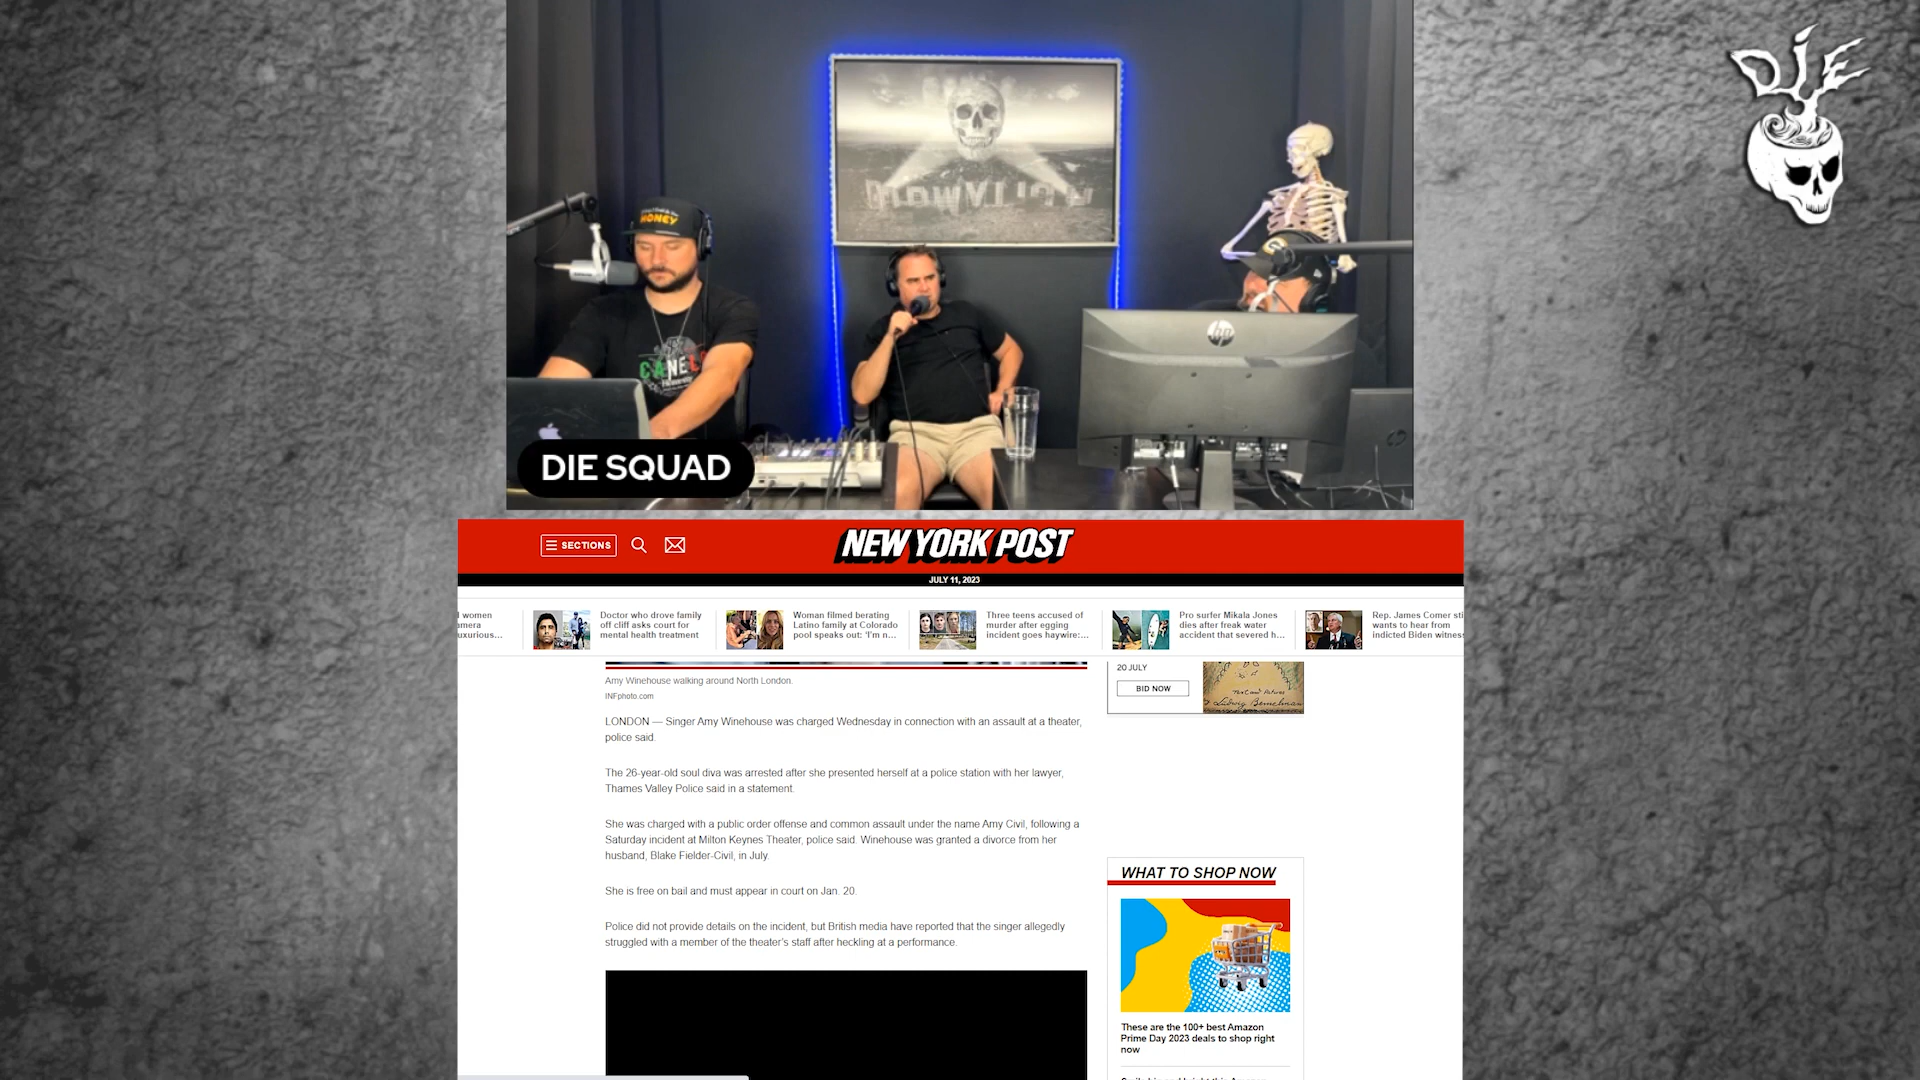 DIE
MONEY
CANEL
hp
DIE SQUAD
SECTIONS
NEW YORK POST
JULY 11, 2023
women
uxurious...
Doctor who drove family
off cliff asks court for
mental health treatment
Woman filmed berating
Latino family at Colorado
pool speaks out: 'I'm n...
Three teens accused of
murder after egging
incident goes haywire:...
Pro surfer Mikala Jones
dies after freak water
accident that severed h...
Rep. James Comer sti
wants to hear from
indicted Biden witness
Amy Winehouse walking around North London.
INFphoto.com
20 JULY
BID NOW
Ludwig Bemelman
LONDON — Singer Amy Winehouse was charged Wednesday in connection with an assault at a theater,
police said.
The 26-year-old soul diva was arrested after she presented herself at a police station with her lawyer,
Thames Valley Police said in a statement.
She was charged with a public order offense and common assault under the name Amy Civil, following a
Saturday incident at Milton Keynes Theater, police said. Winehouse was granted a divorce from her
husband, Blake Fielder-Civil, in July.
She is free on bail and must appear in court on Jan. 20.
Police did not provide details on the incident, but British media have reported that the singer allegedly
struggled with a member of the theater's staff after heckling at a performance.
WHAT TO SHOP NOW
These are the 100+ best Amazon
Prime Day 2023 deals to shop right
now